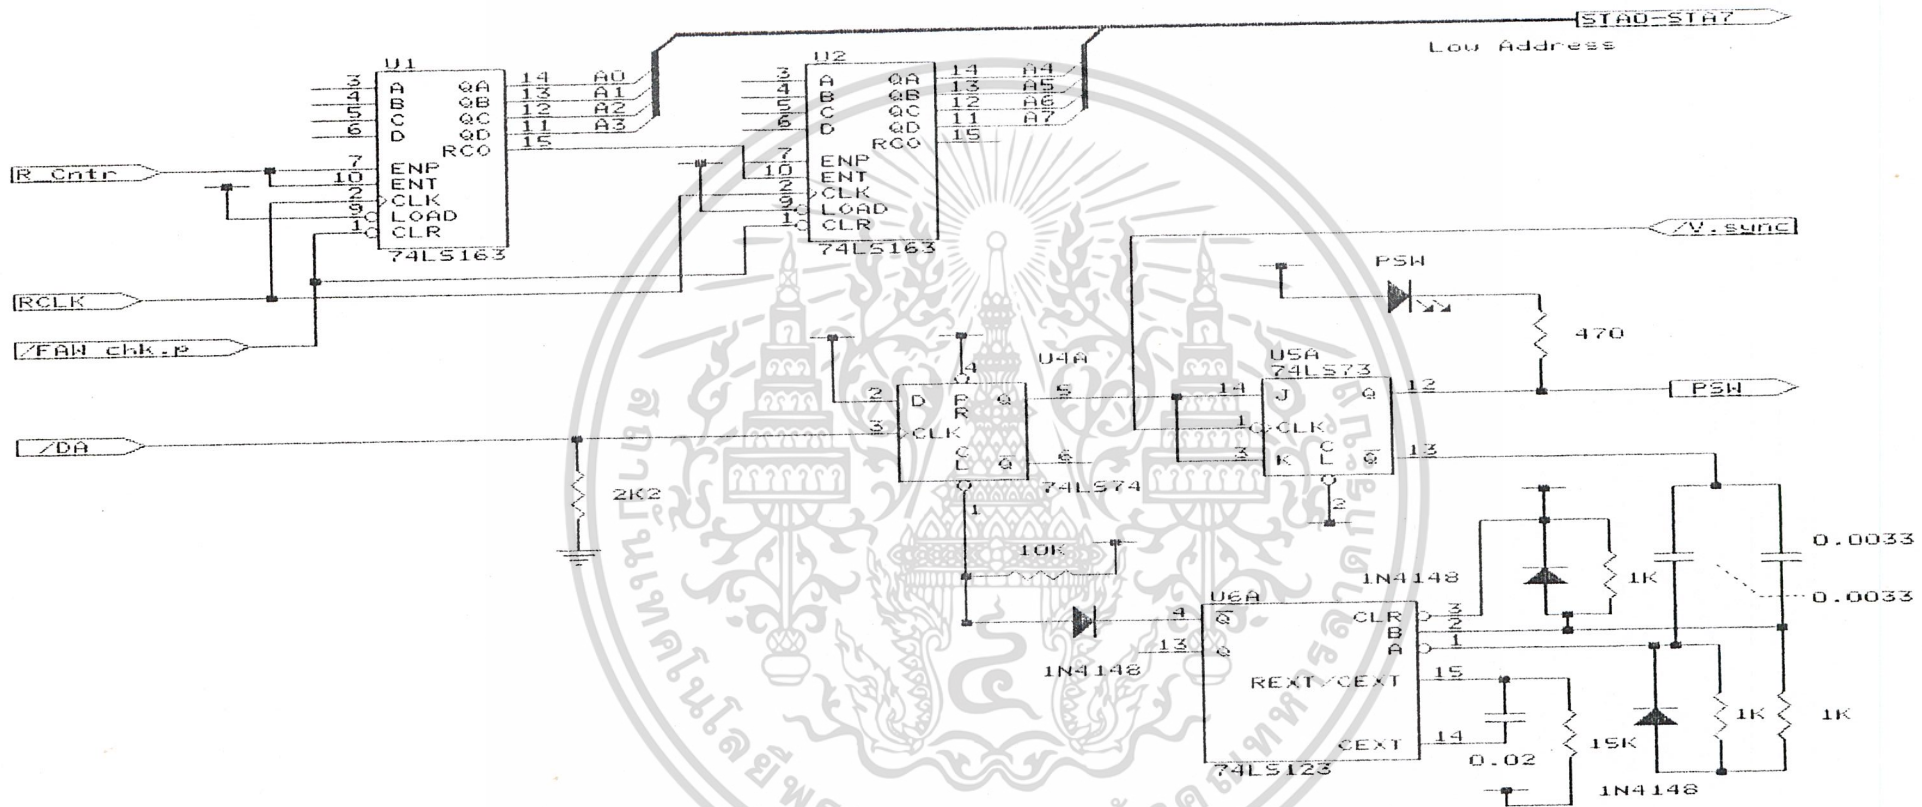 STA0-STA7
Low Address
U1
3 A QA 14 A0
4 B QB 13 A1
5 C QC 12 A2
6 D QD 11 A3
RCO 15
7 ENP
10 ENT
2 CLK
9 LOAD
1 CLR
74LS163
U2
3 A QA 14 A4
4 B QB 13 A5
5 C QC 12 A6
6 D QD 11 A7
RCO 15
7 ENP
10 ENT
2 CLK
9 LOAD
1 CLR
74LS163
R Cntr
RCLK
/FAW chk.p
/DA
/V.sync
PSW
470
U4A
4
2 D PR Q 5
3 CLK
CL Q 6
1
74LS74
2K2
U5A
74LS73
14 J Q 12
1 CLK
3 K CL Q 13
2
PSW
10K
1N4148
U6A
4 Q CLR 3
B 2
13 Q A 1
REXT/CEXT 15
CEXT 14
74LS123
1N4148
1K
0.0033
0.0033
0.02
15K
1K
1K
1N4148